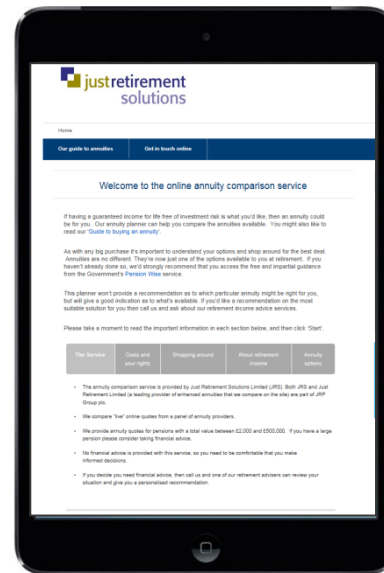 justretirement
solutions
Home
Our guide to annuities Get in touch online
Welcome to the online annuity comparison service
If having a guaranteed income for life free of investment risk is what you'd like, then an annuity could
be for you. Our annuity planner can help you compare the annuities available. You might also like to
read our 'Guide to buying an annuity'.
As with any big purchase it's important to understand your options and shop around for the best deal.
Annuities are no different. They're now just one of the options available to you at retirement. If you
haven't already done so, we'd strongly recommend that you access the free and impartial guidance
from the Government's Pension Wise service.
This planner won't provide a recommendation as to which particular annuity might be right for you,
but will give a good indication as to what's available. If you'd like a recommendation on the most
suitable solution for you then call us and ask about our retirement income advice services.
Please take a moment to read the important information in each section below, and then click 'Start'.
The Service Costs and your rights Shopping around About retirement income Annuity options
• The annuity comparison service is provided by Just Retirement Solutions Limited (JRS). Both JRS and Just
Retirement Limited (a leading provider of enhanced annuities that we compare on the site) are part of JRP
Group plc.
• We compare "live" online quotes from a panel of annuity providers.
• We provide annuity quotes for pensions with a total value between £2,000 and £500,000. If you have a large
pension please consider taking financial advice.
• No financial advice is provided with this service, so you need to be comfortable that you make
informed decisions.
• If you decide you need financial advice, then call us and one of our retirement advisers can review your
situation and give you a personalised recommendation.